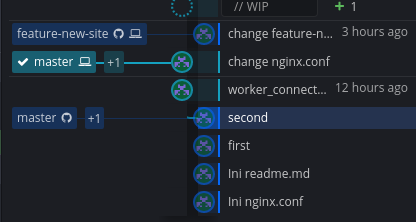 // WIP + 1
feature-new-site change feature-n... 3 hours ago
master +1 change nginx.conf
worker_connect... 12 hours ago
master +1 second
first
Ini readme.md
Ini nginx.conf